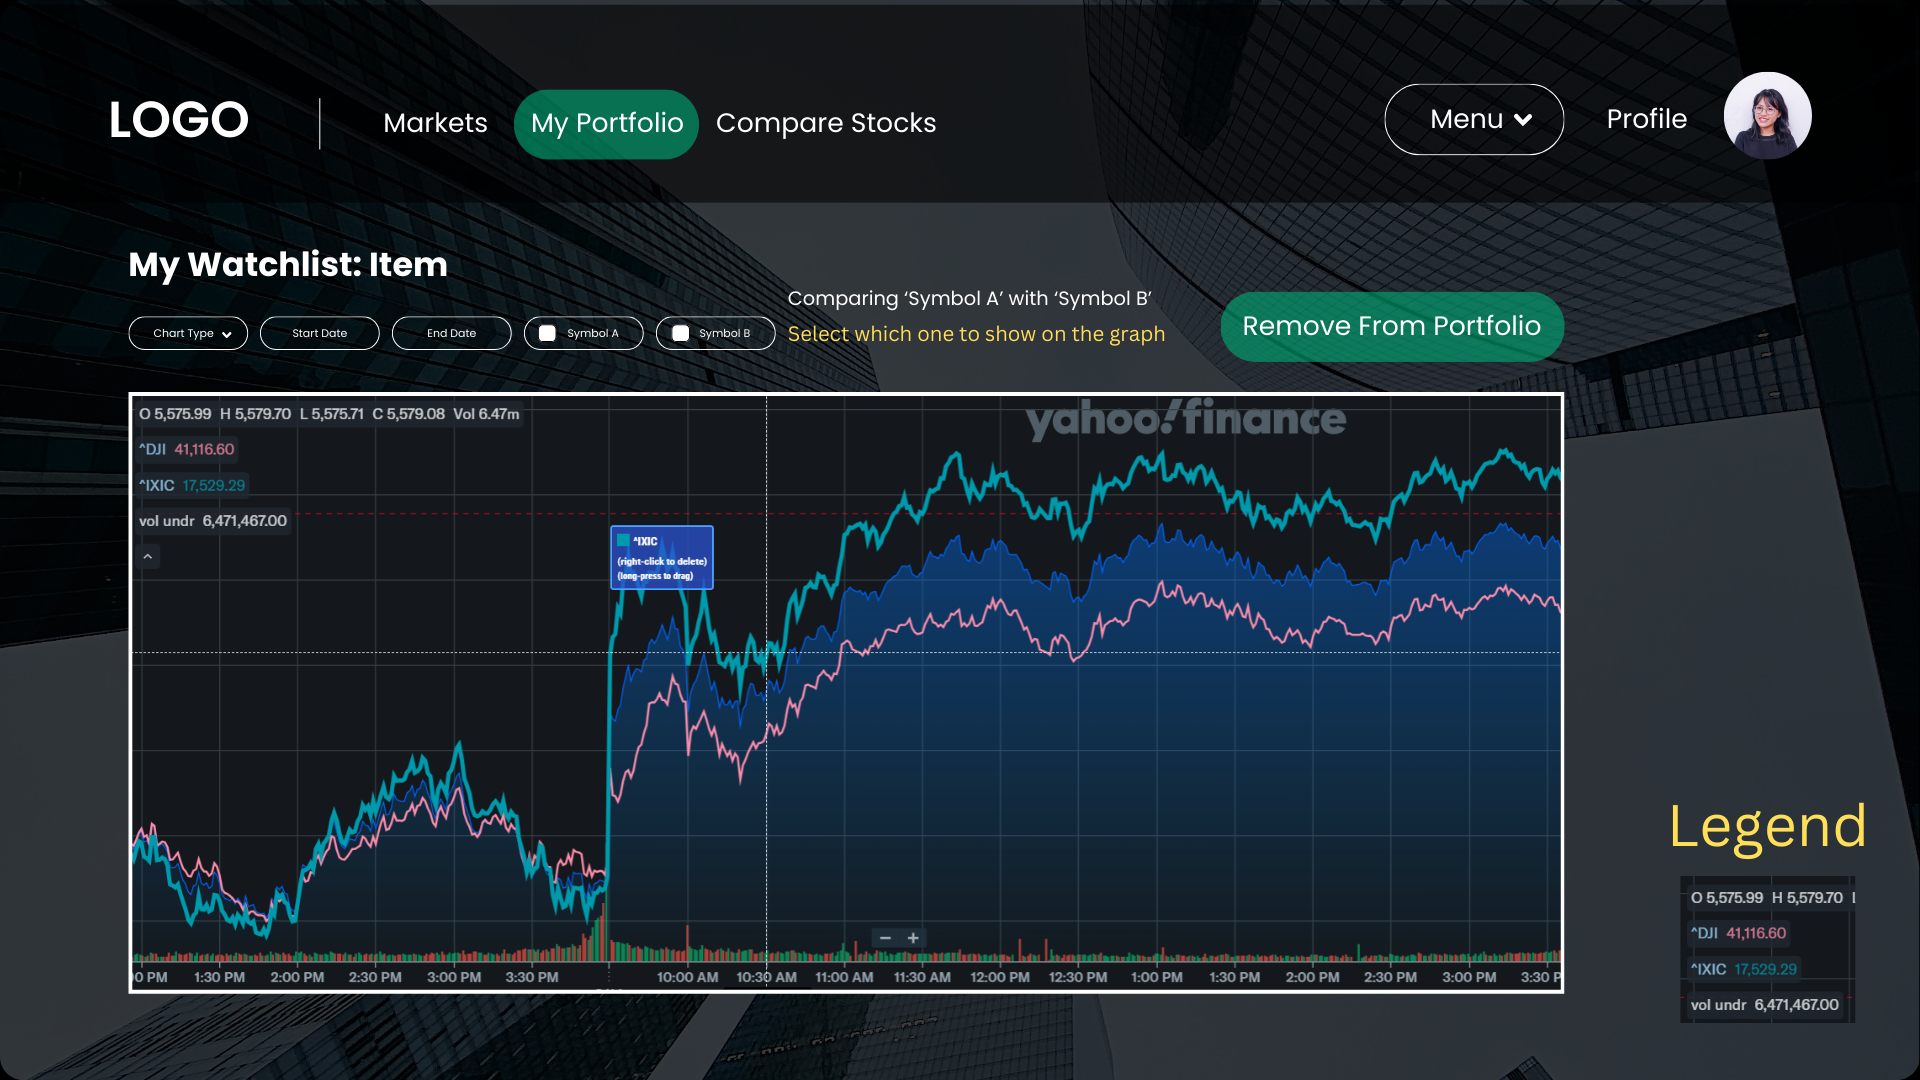 LOGO
Markets
My Portfolio
Compare Stocks
Menu
Profile
My Watchlist: Item
Comparing ‘Symbol A’ with ‘Symbol B’
Chart Type
Start Date
End Date
Symbol A
Symbol B
Select which one to show on the graph
Remove From Portfolio
O 5,575.99 H 5,579.70 L 5,575.71 C 5,579.08 Vol 6.47m
yahoo!finance
^DJI 41,116.60
^IXIC 17,529.29
vol undr 6,471,467.00
^IXIC
(right-click to delete)
(long-press to drag)
0 PM 1:30 PM 2:00 PM 2:30 PM 3:00 PM 3:30 PM 10:00 AM 10:30 AM 11:00 AM 11:30 AM 12:00 PM 12:30 PM 1:00 PM 1:30 PM 2:00 PM 2:30 PM 3:00 PM 3:30 P
Legend
O 5,575.99 H 5,579.70
^DJI 41,116.60
^IXIC 17,529.29
vol undr 6,471,467.00